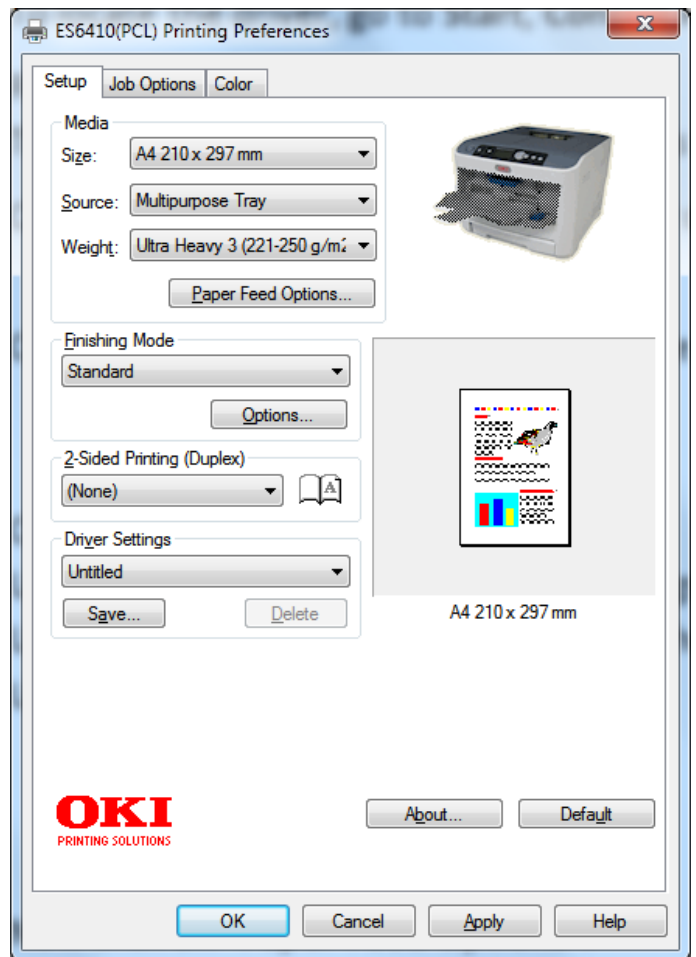 ES6410(PCL) Printing Preferences
Setup Job Options Color
Media
Size: A4 210 x 297 mm
Source: Multipurpose Tray
Weight: Ultra Heavy 3 (221-250 g/m2
Paper Feed Options...
Finishing Mode
Standard
Options...
2-Sided Printing (Duplex)
(None)
A
Driver Settings
Untitled
Save... Delete
A4 210 x 297 mm
OKI
PRINTING SOLUTIONS
About... Default
OK Cancel Apply Help